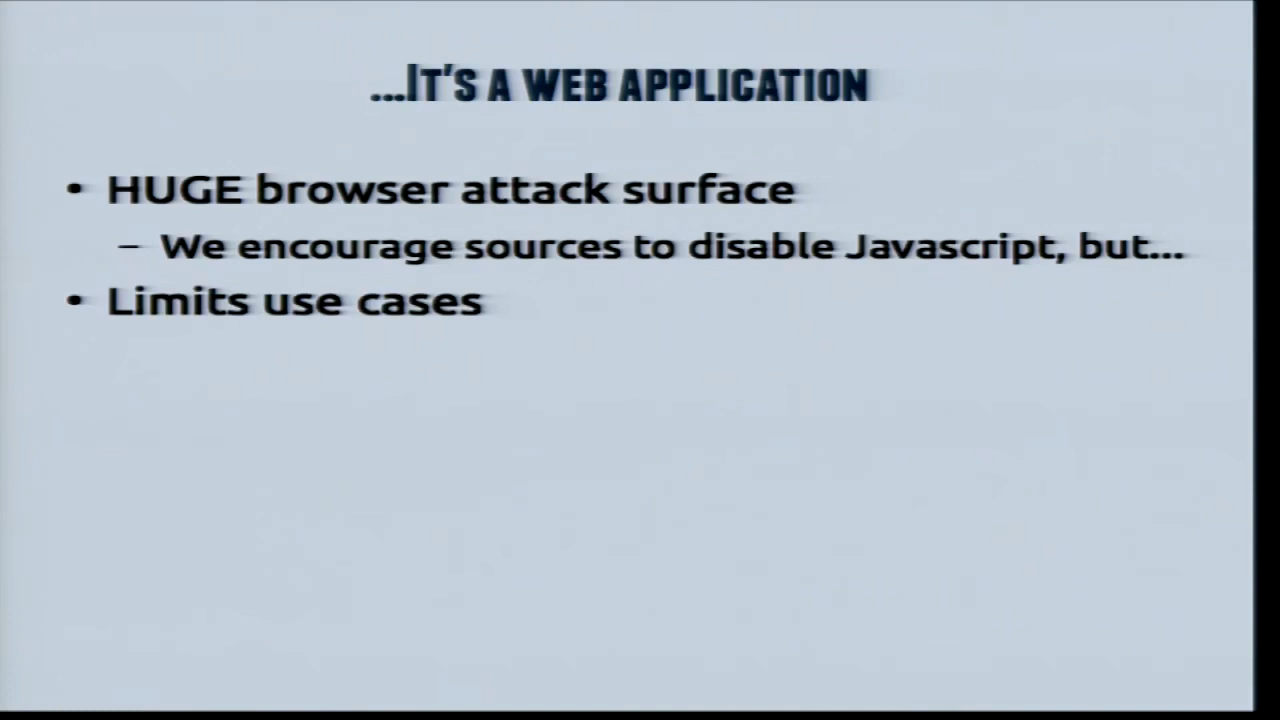 ...It's a web application
• HUGE browser attack surface
– We encourage sources to disable Javascript, but...
• Limits use cases